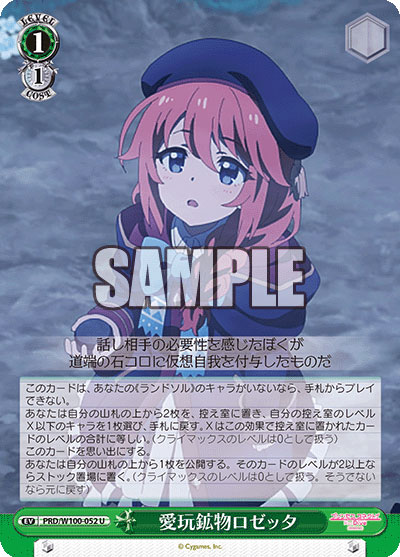 LEVEL
1
1
COST
SAMPLE
話し相手の必要性を感じたぼくが
道端の石コロに仮想自我を付与したものだ
このカードは、あなたの《ランドソル》のキャラがいないなら、手札からプレイ
できない。
あなたは自分の山札の上から2枚を、控え室に置き、自分の控え室のレベル
X以下のキャラを1枚選び、手札に戻す。Xはこの効果で控え室に置かれたカー
ドのレベルの合計に等しい。(クライマックスのレベルは0として扱う)
このカードを思い出にする。
あなたは自分の山札の上から1枚を公開する。そのカードのレベルが2以上な
らストック置場に置く。(クライマックスのレベルは0として扱う。そうでない
なら元に戻す)
EV PRD/W100-052 U 愛玩鉱物ロゼッタ
© Cygames, Inc.